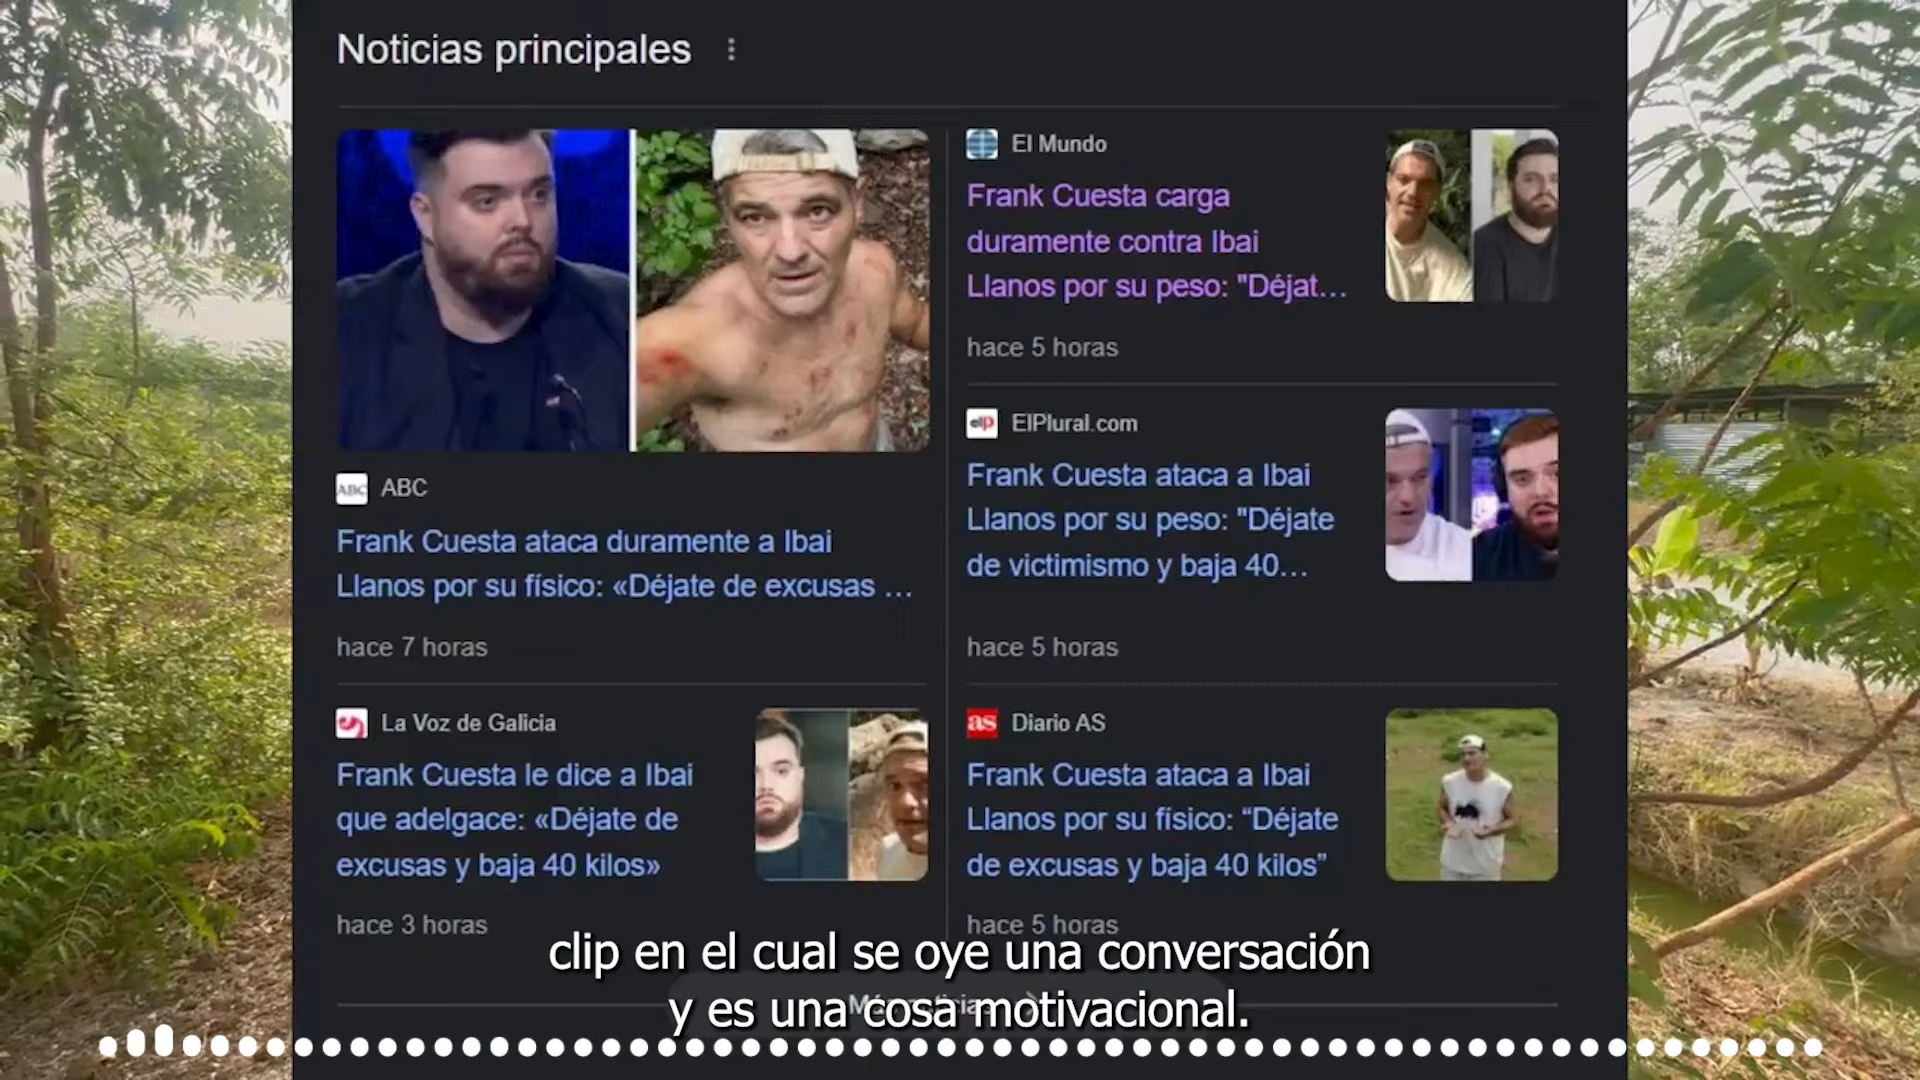 Noticias principales
ABC
ABC
Frank Cuesta ataca duramente a Ibai
Llanos por su físico: «Déjate de excusas ...
hace 7 horas
La Voz de Galicia
Frank Cuesta le dice a Ibai
que adelgace: «Déjate de
excusas y baja 40 kilos»
hace 3 horas
El Mundo
Frank Cuesta carga
duramente contra Ibai
Llanos por su peso: "Déjat...
hace 5 horas
elP
ElPlural.com
Frank Cuesta ataca a Ibai
Llanos por su peso: "Déjate
de victimismo y baja 40...
hace 5 horas
as
Diario AS
Frank Cuesta ataca a Ibai
Llanos por su físico: “Déjate
de excusas y baja 40 kilos”
hace 5 horas
clip en el cual se oye una conversación
y es una cosa motivacional.